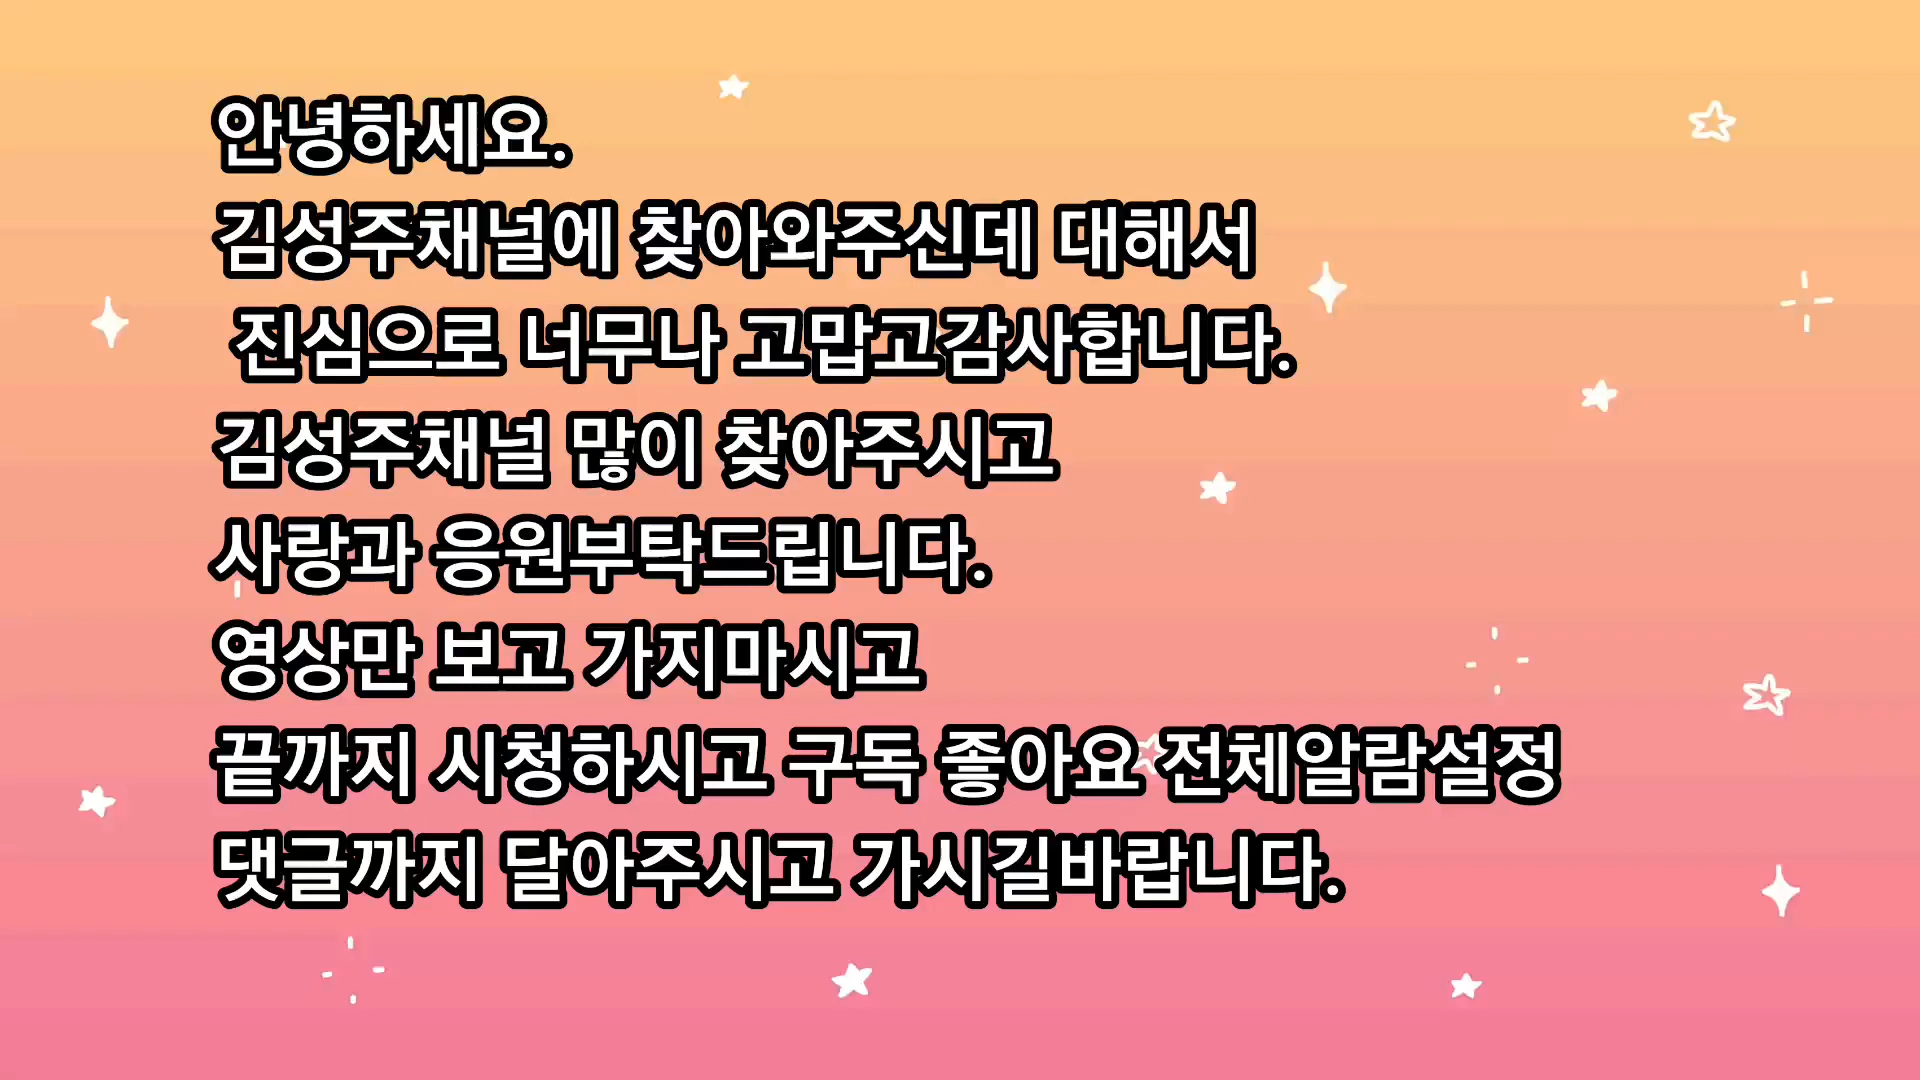 안녕하세요.
김성주채널에 찾아와주신데 대해서
진심으로 너무나 고맙고감사합니다.
김성주채널 많이 찾아주시고
사랑과 응원부탁드립니다.
영상만 보고 가지마시고
끝까지 시청하시고 구독 좋아요 전체알람설정
댓글까지 달아주시고 가시길바랍니다.